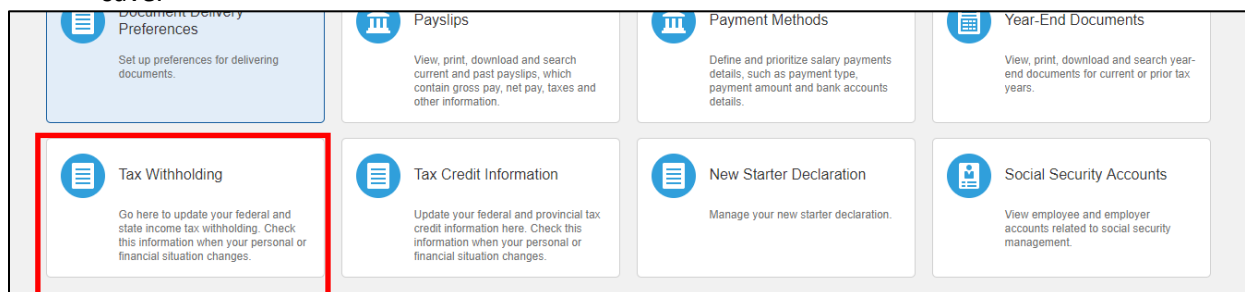 Document Delivery
Preferences
Set up preferences for delivering
documents.
Payslips
View, print, download and search
current and past payslips, which
contain gross pay, net pay, taxes and
other information.
Payment Methods
Define and prioritize salary payments
details, such as payment type,
payment amount and bank accounts
details.
Year-End Documents
View, print, download and search year-
end documents for current or prior tax
years.
Tax Withholding
Go here to update your federal and
state income tax withholding. Check
this information when your personal or
financial situation changes.
Tax Credit Information
Update your federal and provincial tax
credit information here. Check this
information when your personal or
financial situation changes.
New Starter Declaration
Manage your new starter declaration.
Social Security Accounts
View employee and employer
accounts related to social security
management.